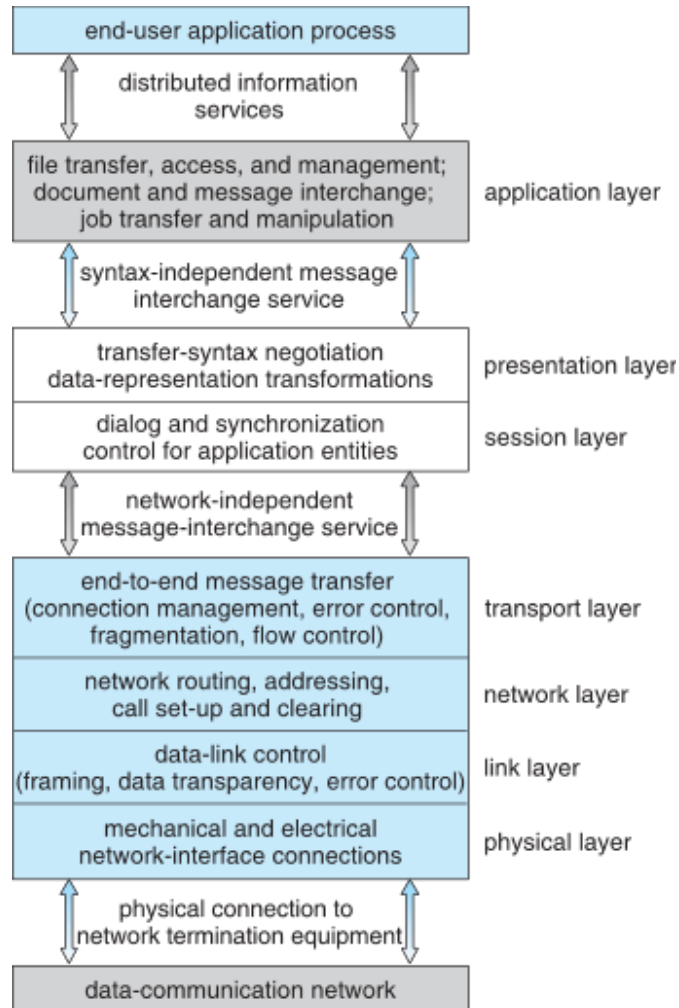 end-user application process
distributed information
services
file transfer, access, and management;
document and message interchange;
job transfer and manipulation
application layer
syntax-independent message
interchange service
transfer-syntax negotiation
data-representation transformations
presentation layer
dialog and synchronization
control for application entities
session layer
network-independent
message-interchange service
end-to-end message transfer
(connection management, error control,
fragmentation, flow control)
transport layer
network routing, addressing,
call set-up and clearing
network layer
data-link control
(framing, data transparency, error control)
link layer
mechanical and electrical
network-interface connections
physical layer
physical connection to
network termination equipment
data-communication network